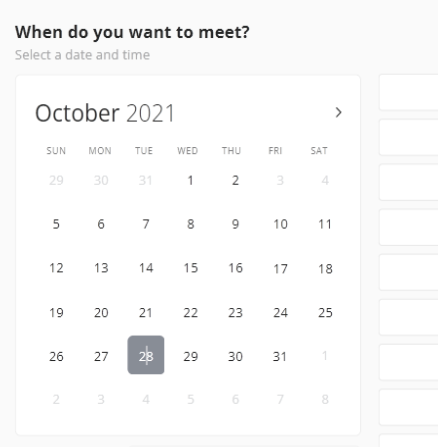 When do you want to meet?
Select a date and time
October 2021
SUN MON TUE WED THU FRI SAT
29 30 31 1 2 3 4
5 6 7 8 9 10 11
12 13 14 15 16 17 18
19 20 21 22 23 24 25
26 27 28 29 30 31 1
2 3 4 5 6 7 8